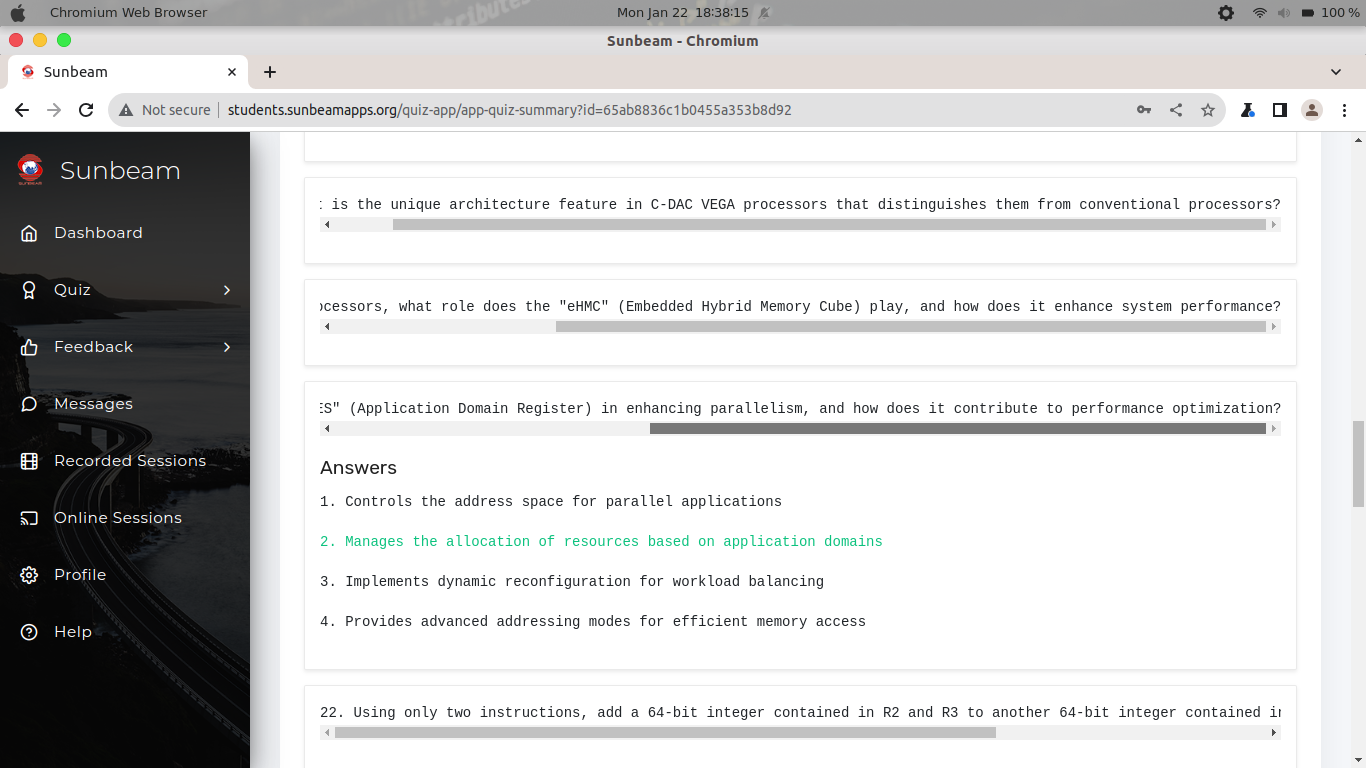 Chromium Web Browser
Mon Jan 22 18:38:15
100 %
Sunbeam - Chromium
Sunbeam
Not secure
students.sunbeamapps.org/quiz-app/app-quiz-summary?id=65ab8836c1b0455a353b8d92
Sunbeam
Dashboard
Quiz
Feedback
Messages
Recorded Sessions
Online Sessions
Profile
Help
is the unique architecture feature in C-DAC VEGA processors that distinguishes them from conventional processors?
ocessors, what role does the "eHMC" (Embedded Hybrid Memory Cube) play, and how does it enhance system performance?
ES" (Application Domain Register) in enhancing parallelism, and how does it contribute to performance optimization?
Answers
1. Controls the address space for parallel applications
2. Manages the allocation of resources based on application domains
3. Implements dynamic reconfiguration for workload balancing
4. Provides advanced addressing modes for efficient memory access
22. Using only two instructions, add a 64-bit integer contained in R2 and R3 to another 64-bit integer contained in